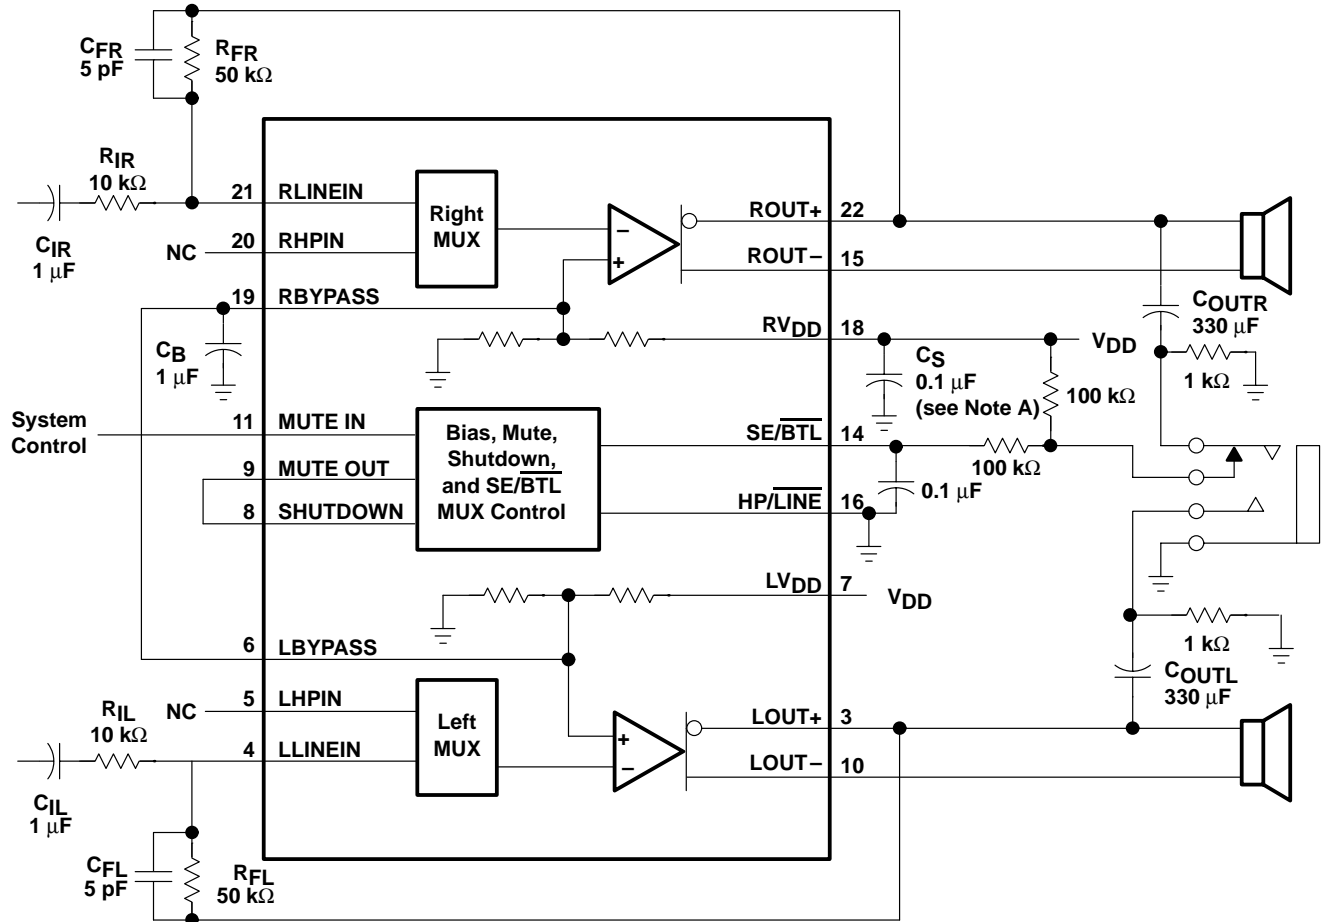 CFR
5 pF
RFR
50 kΩ
RIR
10 kΩ
CIR
1 µF
NC
21
RLINEIN
20
RHPIN
19
RBYPASS
Right
MUX
−
+
ROUT+
22
ROUT−
15
COUTR
330 µF
1 kΩ
CB
1 µF
RVDD
18
VDD
CS
0.1 µF
(see Note A)
100 kΩ
System
Control
11
MUTE IN
9
MUTE OUT
8
SHUTDOWN
Bias, Mute,
Shutdown,
and SE/BTL
MUX Control
SE/BTL
14
100 kΩ
0.1 µF
HP/LINE
16
LVDD
7
VDD
1 kΩ
COUTL
330 µF
6
LBYPASS
NC
5
LHPIN
RIL
10 kΩ
4
LLINEIN
CIL
1 µF
Left
MUX
+
−
LOUT+
3
LOUT−
10
CFL
5 pF
RFL
50 kΩ